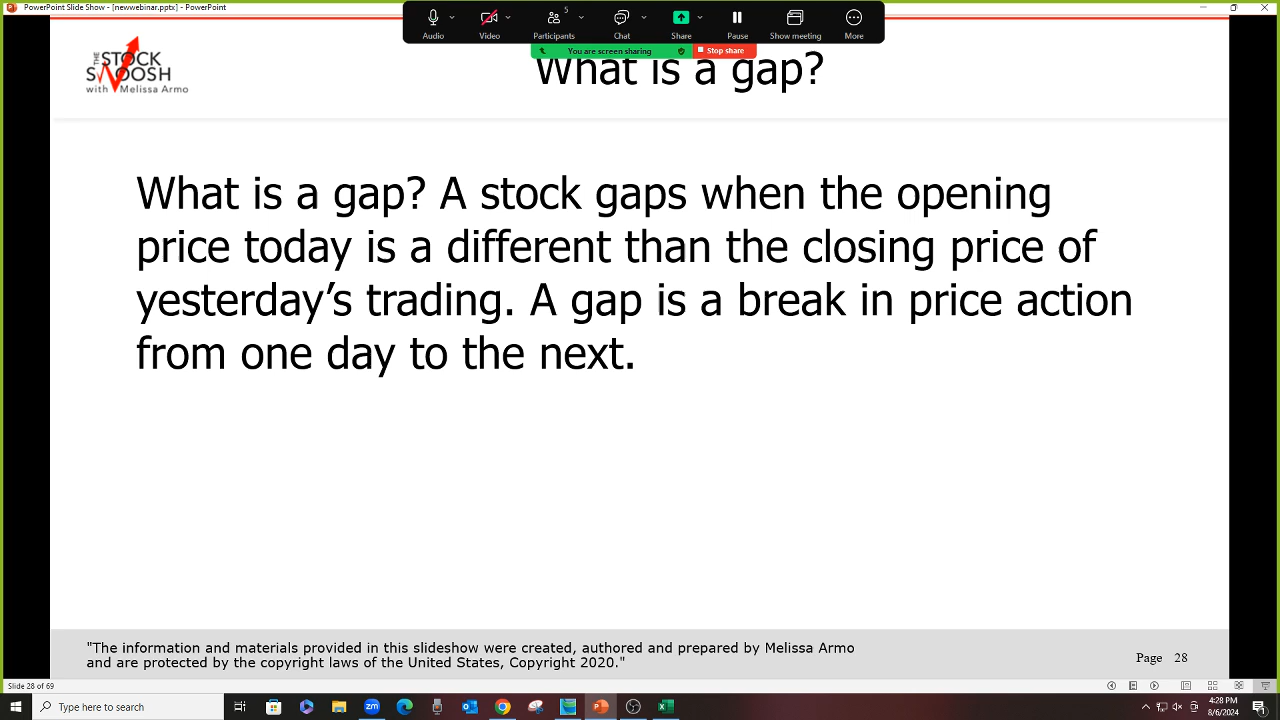 PowerPoint Slide Show - [newwebinar.pptx] - PowerPoint
5
Audio Video Participants Chat Share Pause Show meeting More
You are screen sharing Stop share
THE
STOCK
SWOOSH
with Melissa Armo
What is a gap?
What is a gap? A stock gaps when the opening
price today is a different than the closing price of
yesterday’s trading. A gap is a break in price action
from one day to the next.
"The information and materials provided in this slideshow were created, authored and prepared by Melissa Armo
and are protected by the copyright laws of the United States, Copyright 2020."
Page 28
Slide 28 of 69
Type here to search
4:28 PM
8/6/2024